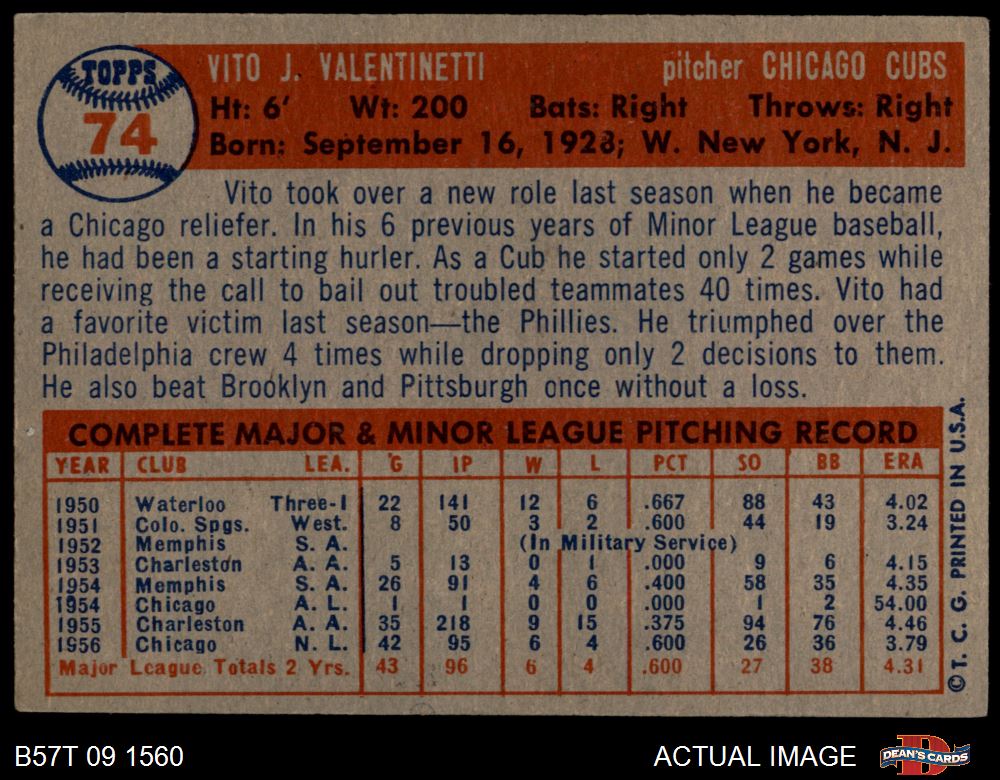 TOPPS
74
VITO J. VALENTINETTI pitcher CHICAGO CUBS
Ht: 6' Wt: 200 Bats: Right Throws: Right
Born: September 16, 1928; W. New York, N. J.
Vito took over a new role last season when he became
a Chicago reliefer. In his 6 previous years of Minor League baseball,
he had been a starting hurler. As a Cub he started only 2 games while
receiving the call to bail out troubled teammates 40 times. Vito had
a favorite victim last season—the Phillies. He triumphed over the
Philadelphia crew 4 times while dropping only 2 decisions to them.
He also beat Brooklyn and Pittsburgh once without a loss.
COMPLETE MAJOR & MINOR LEAGUE PITCHING RECORD
YEAR CLUB LEA. G IP W L PCT SO BB ERA
1950 Waterloo Three-I 22 141 12 6 .667 88 43 4.02
1951 Colo. Spgs. West. 8 50 3 2 .600 44 19 3.24
1952 Memphis S. A. (In Military Service)
1953 Charleston A. A. 5 13 0 1 .000 9 6 4.15
1954 Memphis S. A. 26 91 4 6 .400 58 35 4.35
1954 Chicago A. L. 1 1 0 0 .000 1 2 54.00
1955 Charleston A. A. 35 218 9 15 .375 94 76 4.46
1956 Chicago N. L. 42 95 6 4 .600 26 36 3.79
Major League Totals 2 Yrs. 43 96 6 4 .600 27 38 4.31
© T. C. G. PRINTED IN U.S.A.
B57T 09 1560 ACTUAL IMAGE DEAN'S CARDS